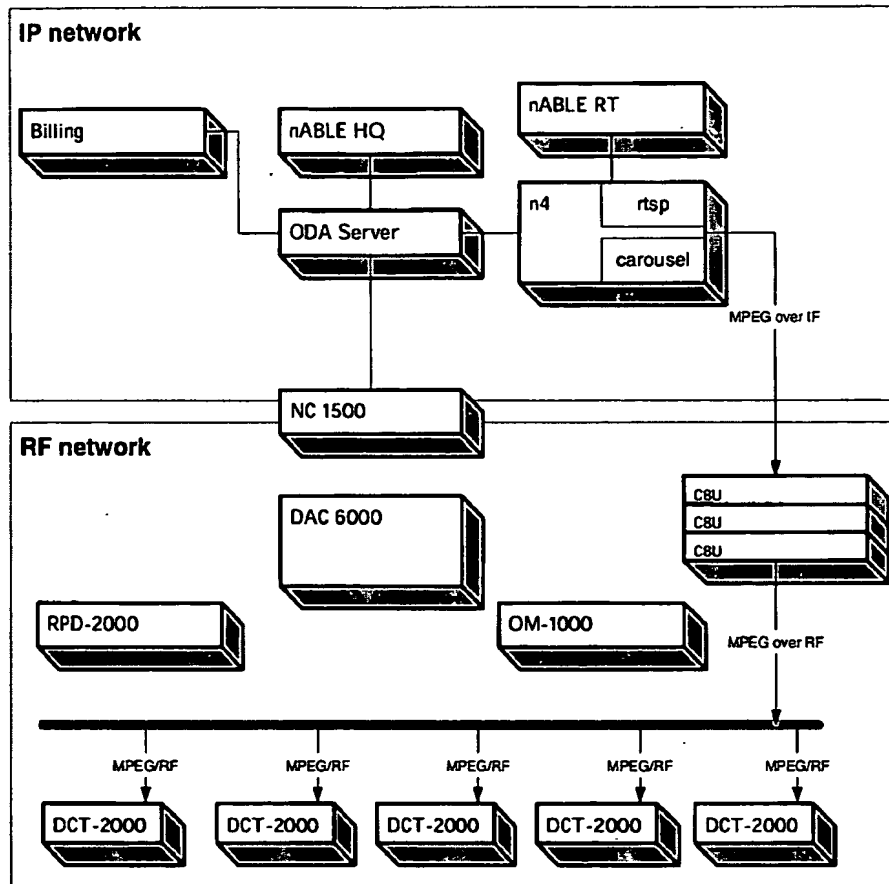 IP network
nABLE RT
Billing
nABLE HQ
n4
rtsp
ODA Server
carousel
MPEG over IF
NC 1500
RF network
C8U
DAC 6000
C8U
C8U
RPD-2000
OM-1000
MPEG over RF
MPEG/RF
MPEG/RF
MPEG/RF
MPEG/RF
MPEG/RF
DCT-2000
DCT-2000
DCT-2000
DCT-2000
DCT-2000